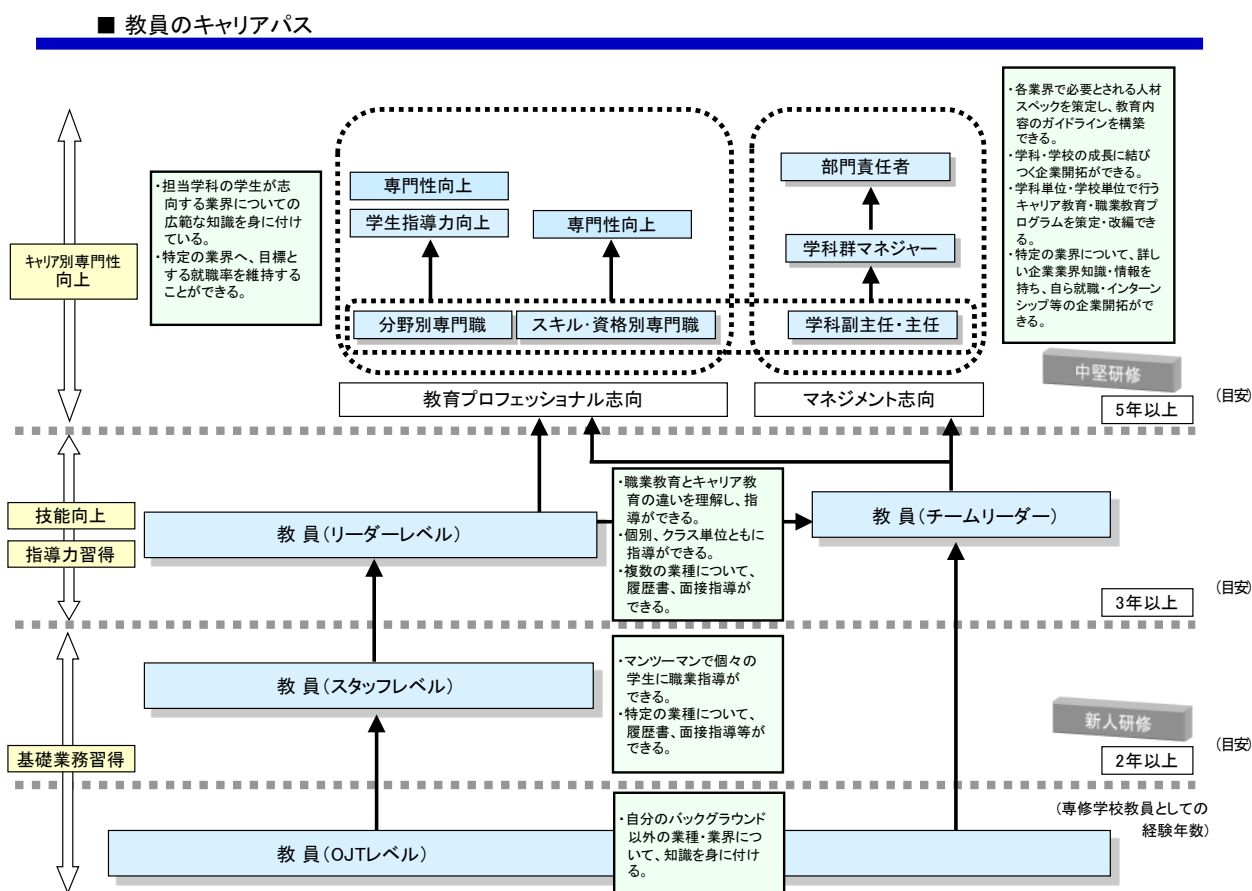 ■ 教員のキャリアパス
・各業界で必要とされる人材
スペックを策定し、教育内
容のガイドラインを構築
できる。
・学科・学校の成長に結び
つく企業開拓ができる。
・学科単位・学校単位で行う
キャリア教育・職業教育プ
ログラムを策定・改編でき
る。
・特定の業界について、詳し
い企業業界知識・情報を
持ち、自ら就職・インターン
シップ等の企業開拓がで
きる。
・担当学科の学生が志
向する業界についての
広範な知識を身に付け
ている。
・特定の業界へ、目標と
する就職率を維持する
ことができる。
専門性向上
学生指導力向上
専門性向上
部門責任者
学科群マネジャー
キャリア別専門性
向上
分野別専門職
スキル・資格別専門職
学科副主任・主任
中堅研修
教育プロフェッショナル志向
マネジメント志向
5年以上
(目安)
技能向上
指導力習得
教 員(リーダーレベル)
・職業教育とキャリア教
育の違いを理解し、指
導ができる。
・個別、クラス単位ともに
指導ができる。
・複数の業種について、
履歴書、面接指導が
できる。
教 員(チームリーダー)
3年以上
(目安)
教 員(スタッフレベル)
・マンツーマンで個々の
学生に職業指導が
できる。
・特定の業種について、
履歴書、面接指導等が
できる。
新人研修
基礎業務習得
2年以上
(目安)
(専修学校教員としての
経験年数)
教 員(OJTレベル)
・自分のバックグラウンド
以外の業種・業界につ
いて、知識を身に付け
る。